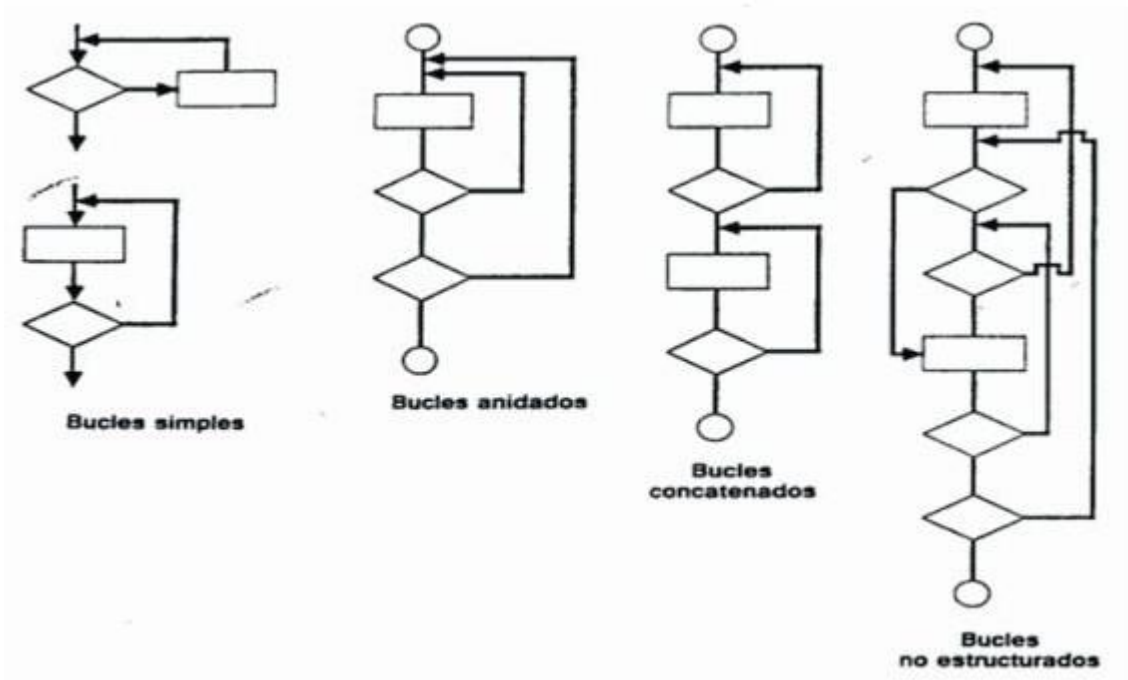 Bucles simples
Bucles anidados
Bucles
concatenados
Bucles
no estructurados